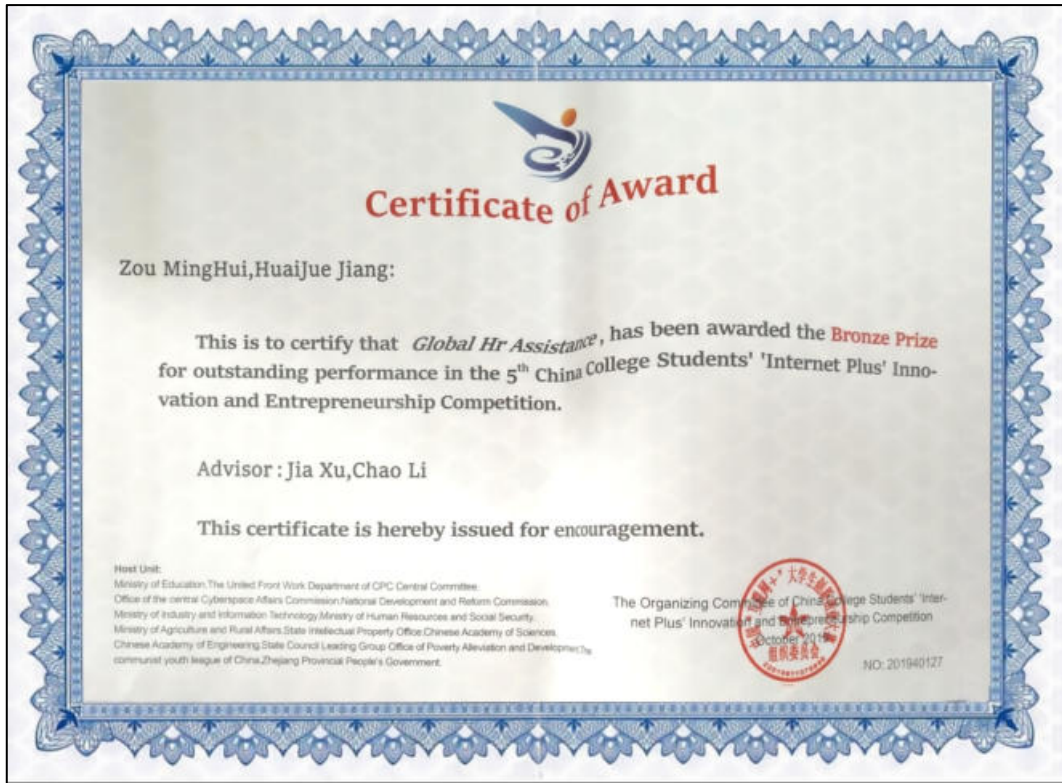 Certificate of Award
Zou MingHui,HuaiJue Jiang:
This is to certify that Global Hr Assistance, has been awarded the Bronze Prize
for outstanding performance in the 5th China College Students' 'Internet Plus' Inno-
vation and Entrepreneurship Competition.
Advisor : Jia Xu,Chao Li
This certificate is hereby issued for encouragement.
Host Unit:
Ministry of Education,The United Front Work Department of CPC Central Committee
Office of the central Cyberspace Affairs Commission,National Development and Reform Commission,
Ministry of Industry and Information Technology,Ministry of Human Resources and Social Security,
Ministry of Agriculture and Rural Affairs,State Intellectual Property Office,Chinese Academy of Sciences,
Chinese Academy of Engineering,State Council Leading Group Office of Poverty Alleviation and Development,The
communist youth league of China,Zhejiang Provincial People's Government.
The Organizing Committee of China College Students' 'Inter-
net Plus' Innovation and Entrepreneurship Competition
October 2019
组织委员会
NO: 201940127